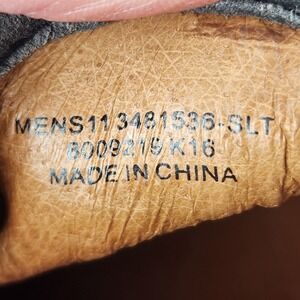 MENS11 3481536-SLT
8009219 K16
MADE IN CHINA